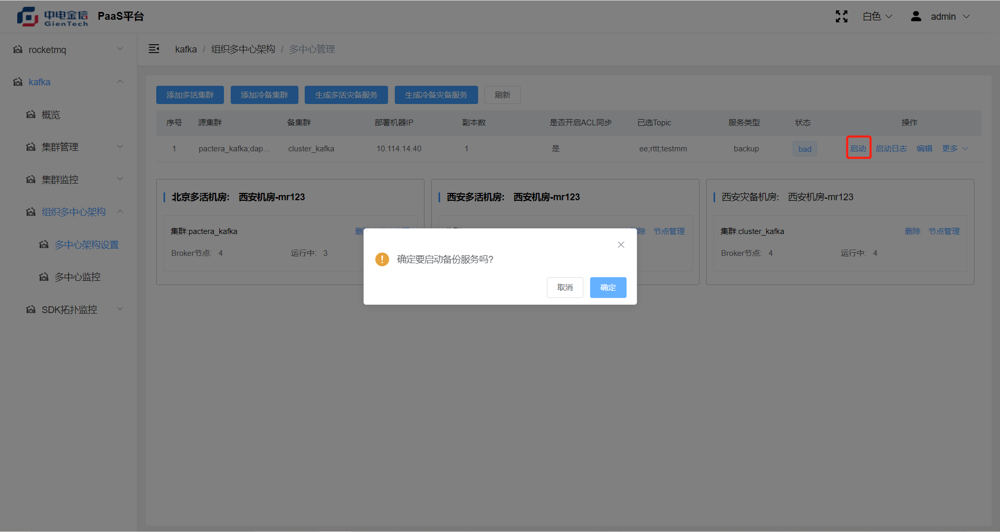 中电金信 GienTech PaaS平台 白色 admin
rocketmq
kafka
概览
集群管理
集群监控
组织多中心架构
多中心架构设置
多中心监控
SDK拓扑监控
kafka / 组织多中心架构 / 多中心管理
添加多活集群 添加冷备集群 生成多活灾备服务 生成冷备灾备服务 刷新
序号 源集群 备集群 部署机器IP 副本数 是否开启ACL同步 已选Topic 服务类型 状态 操作
1 pactera_kafka;dap... cluster_kafka 10.114.14.40 1 是 ee;rttt;testmm backup bad 启动 启动日志 编辑 更多
北京多活机房: 西安机房-mr123
集群:pactera_kafka
Broker节点: 4 运行中: 3
西安多活机房: 西安机房-mr123
节点管理
西安灾备机房: 西安机房-mr123
集群:cluster_kafka 删除 节点管理
Broker节点: 4 运行中: 4
确定要启动备份服务吗?
取消 确定